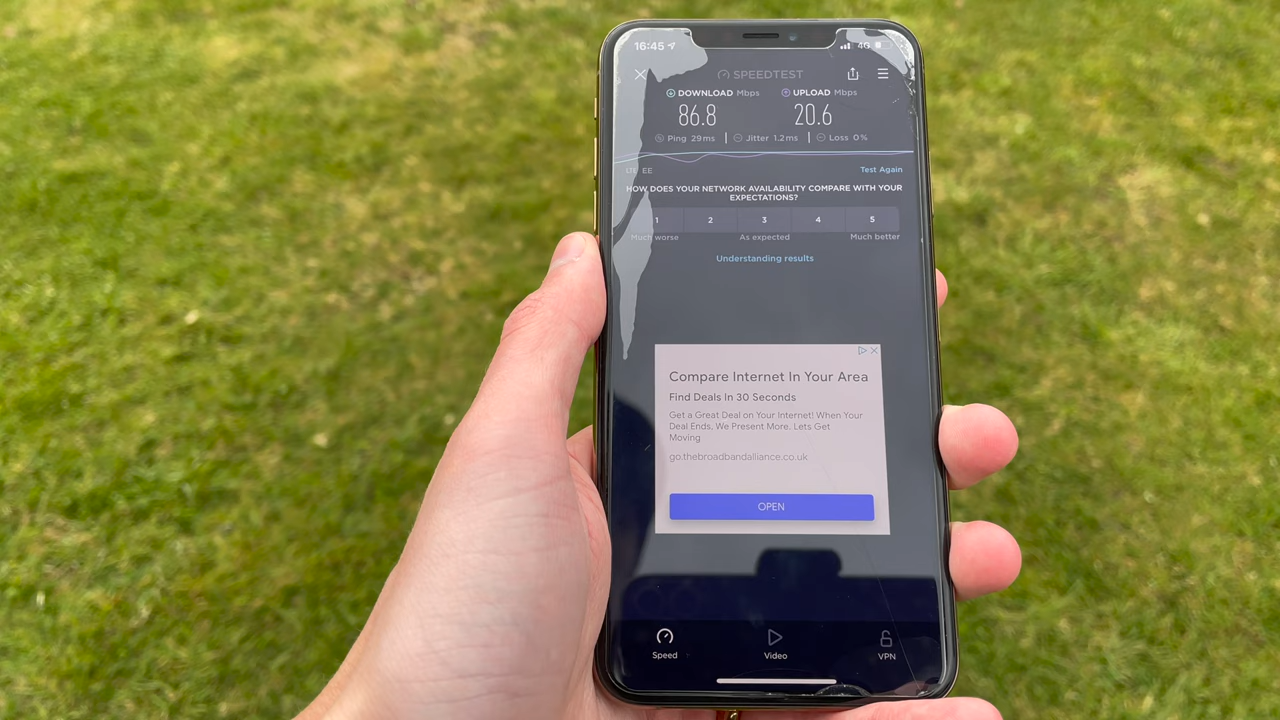 16:45 4G
SPEEDTEST
DOWNLOAD Mbps UPLOAD Mbps
86.8 20.6
Ping 29ms Jitter 1.2ms Loss 0%
LTE EE Test Again
HOW DOES YOUR NETWORK AVAILABILITY COMPARE WITH YOUR
EXPECTATIONS?
1 2 3 4 5
Much worse As expected Much better
Understanding results
Compare Internet In Your Area
Find Deals In 30 Seconds
Get a Great Deal on Your Internet! When Your
Deal Ends, We Present More. Lets Get
Moving
go.thebroadbandalliance.co.uk
OPEN
Speed Video VPN